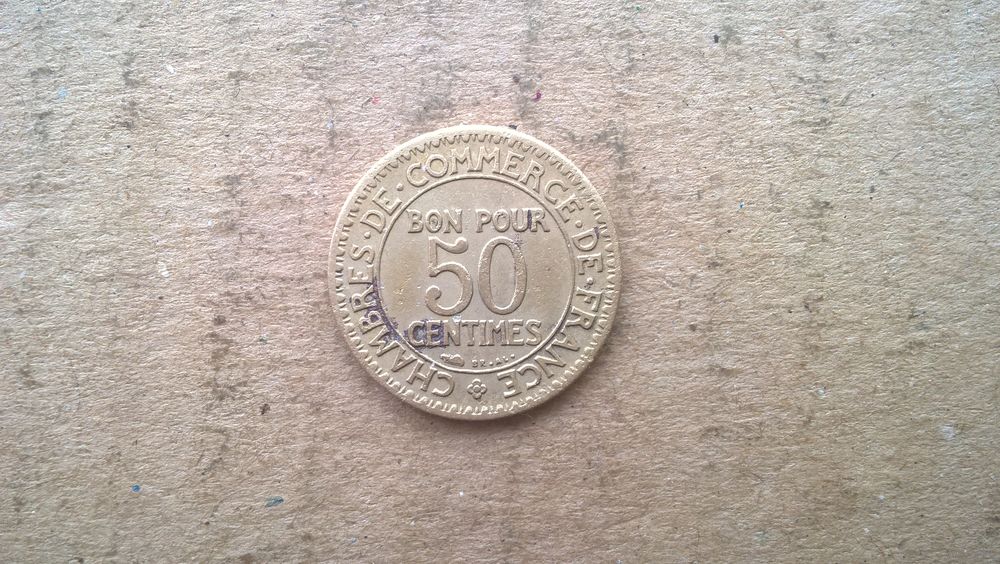 CHAMBRES·DE·COMMERCE·DE·FRANCE
BON POUR
50
CENTIMES